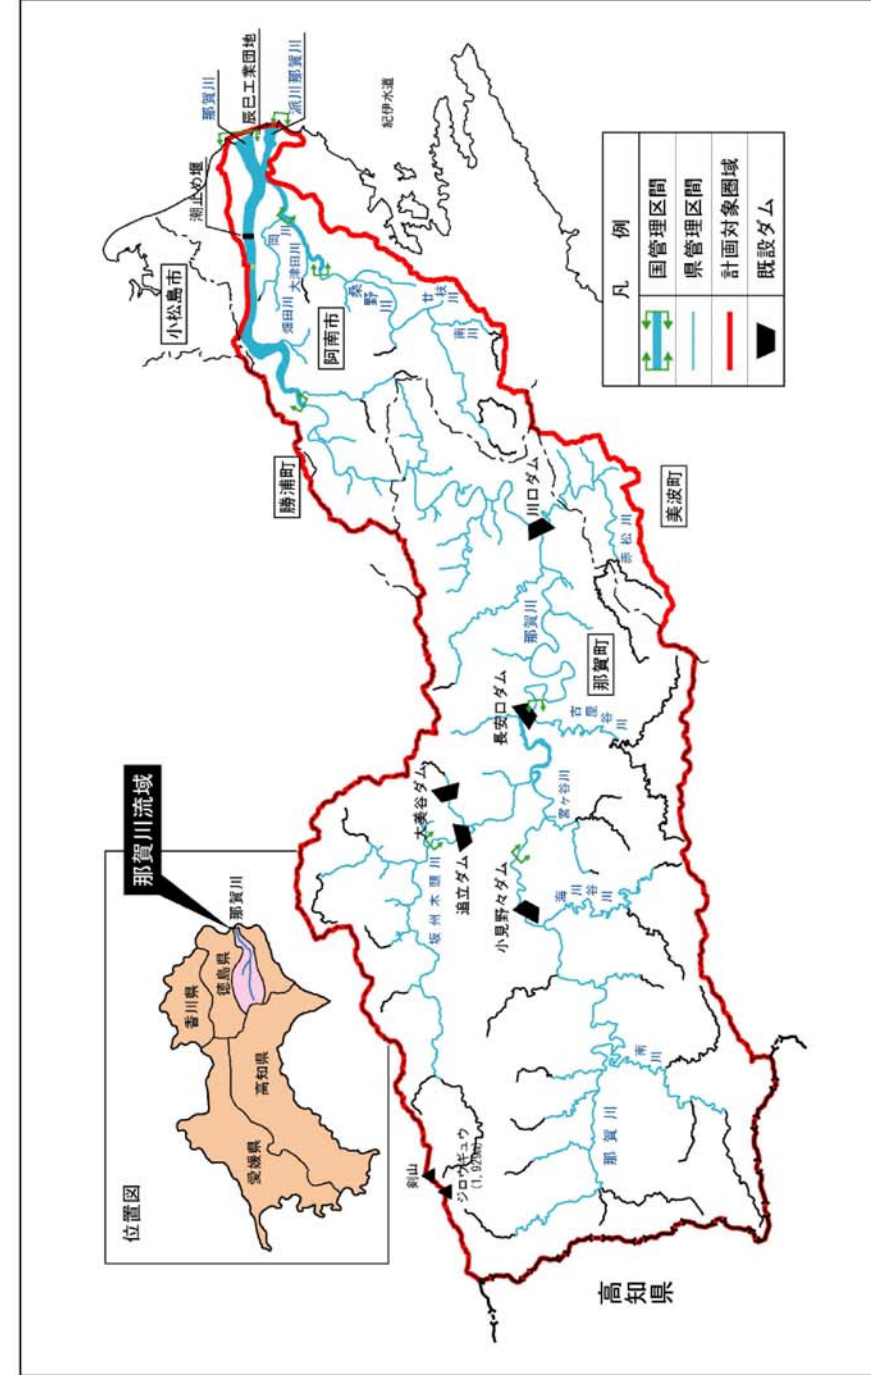 位置図
愛媛県
高知県
香川県
徳島県
那賀川
那賀川流域
剣山
ジロウギュウ
(1,929m)
高知県
那賀川
南川
坂州木頭川
小見野々ダム
海川谷川
追立ダム
大美谷ダム
宮ヶ谷川
長安口ダム
古屋谷川
那賀町
那賀川
川口ダム
赤松川
美波町
勝浦町
小松島市
阿南市
畑田川
大津田川
岡川
桑野川
廿枝川
南川
潮止め堰
那賀川
辰巳工業団地
派川那賀川
紀伊水道
凡例
国管理区間
県管理区間
計画対象圏域
既設ダム